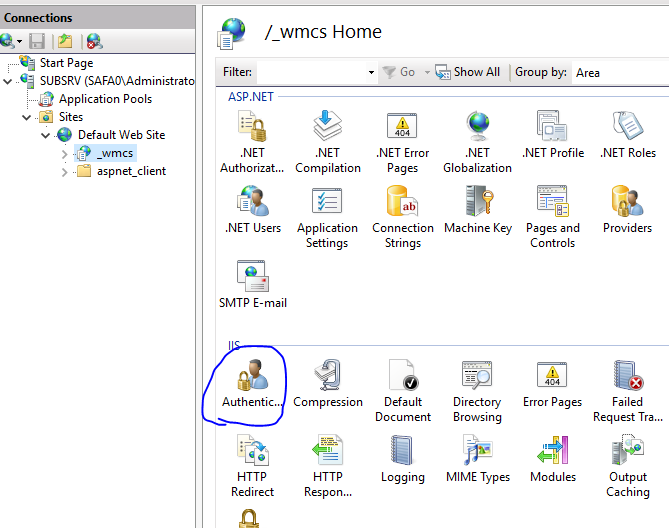 Connections
/_wmcs Home
Filter:
Go
Show All
Group by:
Area
Start Page
SUBSRV (SAFA0\Administrato
Application Pools
Sites
Default Web Site
_wmcs
aspnet_client
ASP.NET
.NET
Authorizat...
.NET
Compilation
.NET Error
Pages
.NET
Globalization
.NET Profile
.NET Roles
.NET Users
Application
Settings
Connection
Strings
Machine Key
Pages and
Controls
Providers
SMTP E-mail
IIS
Authentic...
Compression
Default
Document
Directory
Browsing
Error Pages
Failed
Request Tra...
HTTP
Redirect
HTTP
Respon...
Logging
MIME Types
Modules
Output
Caching